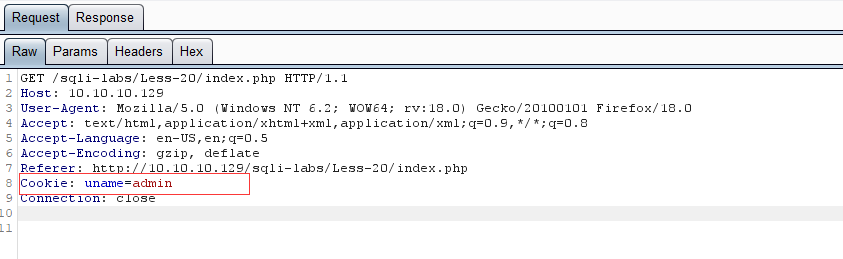 Request Response
Raw Params Headers Hex
1 GET /sqli-labs/Less-20/index.php HTTP/1.1
2 Host: 10.10.10.129
3 User-Agent: Mozilla/5.0 (Windows NT 6.2; WOW64; rv:18.0) Gecko/20100101 Firefox/18.0
4 Accept: text/html,application/xhtml+xml,application/xml;q=0.9,*/*;q=0.8
5 Accept-Language: en-US,en;q=0.5
6 Accept-Encoding: gzip, deflate
7 Referer: http://10.10.10.129/sqli-labs/Less-20/index.php
8 Cookie: uname=admin
9 Connection: close
10
11